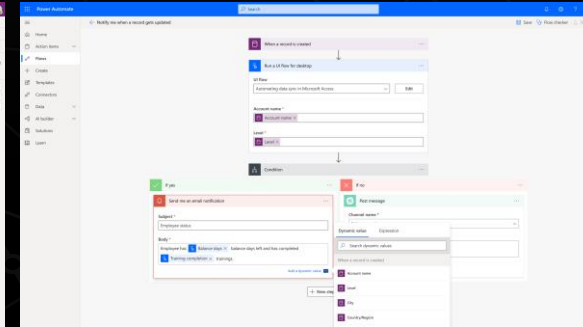 Power Automate
Search
Notify me when a record gets updated
Save
Flow checker
Home
Action items
Flows
Create
Templates
Connectors
Data
AI builder
Solutions
Learn
When a record is created
Run a UI flow for desktop
UI flow
Automating data sync in Microsoft Access
Edit
Account name *
Account name ×
Level *
Level ×
Condition
If yes
If no
Send me an email notification
Post message
Subject *
Employee status
Channel name *
Body *
Employee has Balance days × balance days left and has completed
Training completion × trainings.
Add a dynamic value
+ New step
Dynamic value
Expression
Search dynamic values
When a record is created
Account name
Level
City
Country/Region